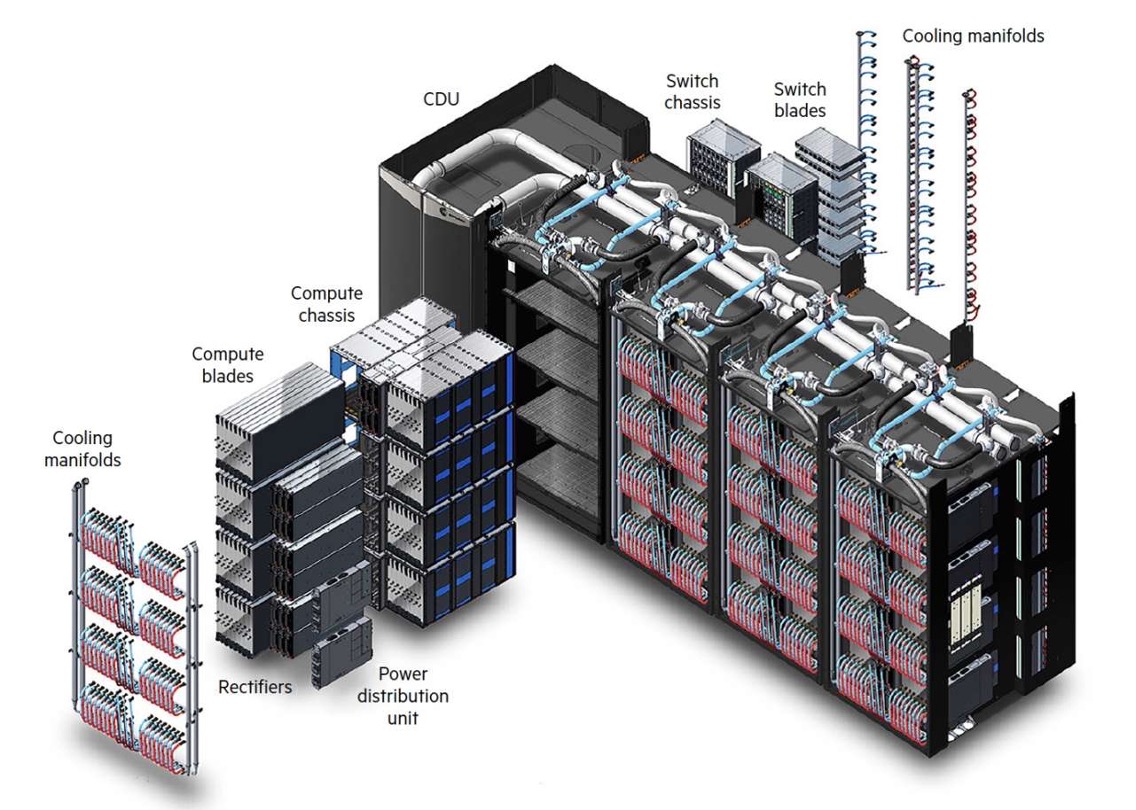 Cooling manifolds
Switch
chassis
Switch
blades
CDU
Compute
chassis
Compute
blades
Cooling
manifolds
Rectifiers
Power
distribution
unit